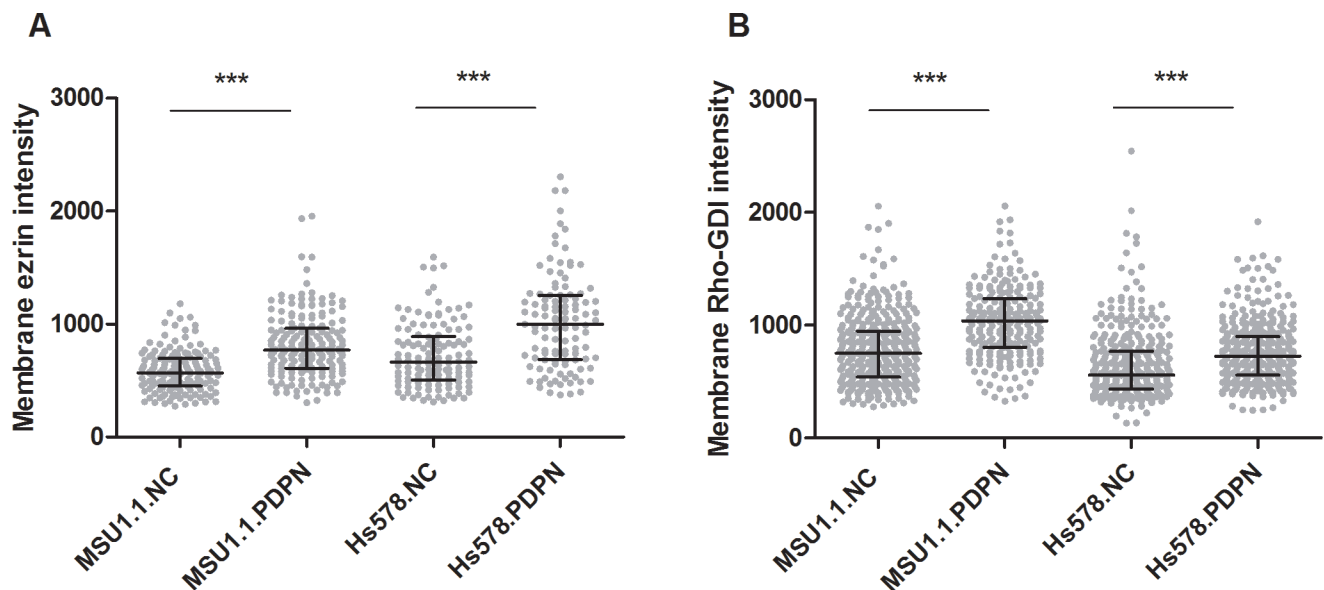 A
***
***
Membrane ezrin intensity
3000
2000
1000
0
MSU1.1.NC
MSU1.1.PDPN
Hs578.NC
Hs578.PDPN
B
***
***
Membrane Rho-GDI intensity
3000
2000
1000
0
MSU1.1.NC
MSU1.1.PDPN
Hs578.NC
Hs578.PDPN